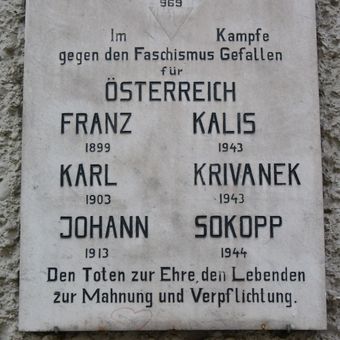 969
Im Kampfe
gegen den Faschismus Gefallen
für
ÖSTERREICH
FRANZ KALIS
1899 1943
KARL KRIVANEK
1903 1943
JOHANN SOKOPP
1913 1944
Den Toten zur Ehre, den Lebenden
zur Mahnung und Verpflichtung.